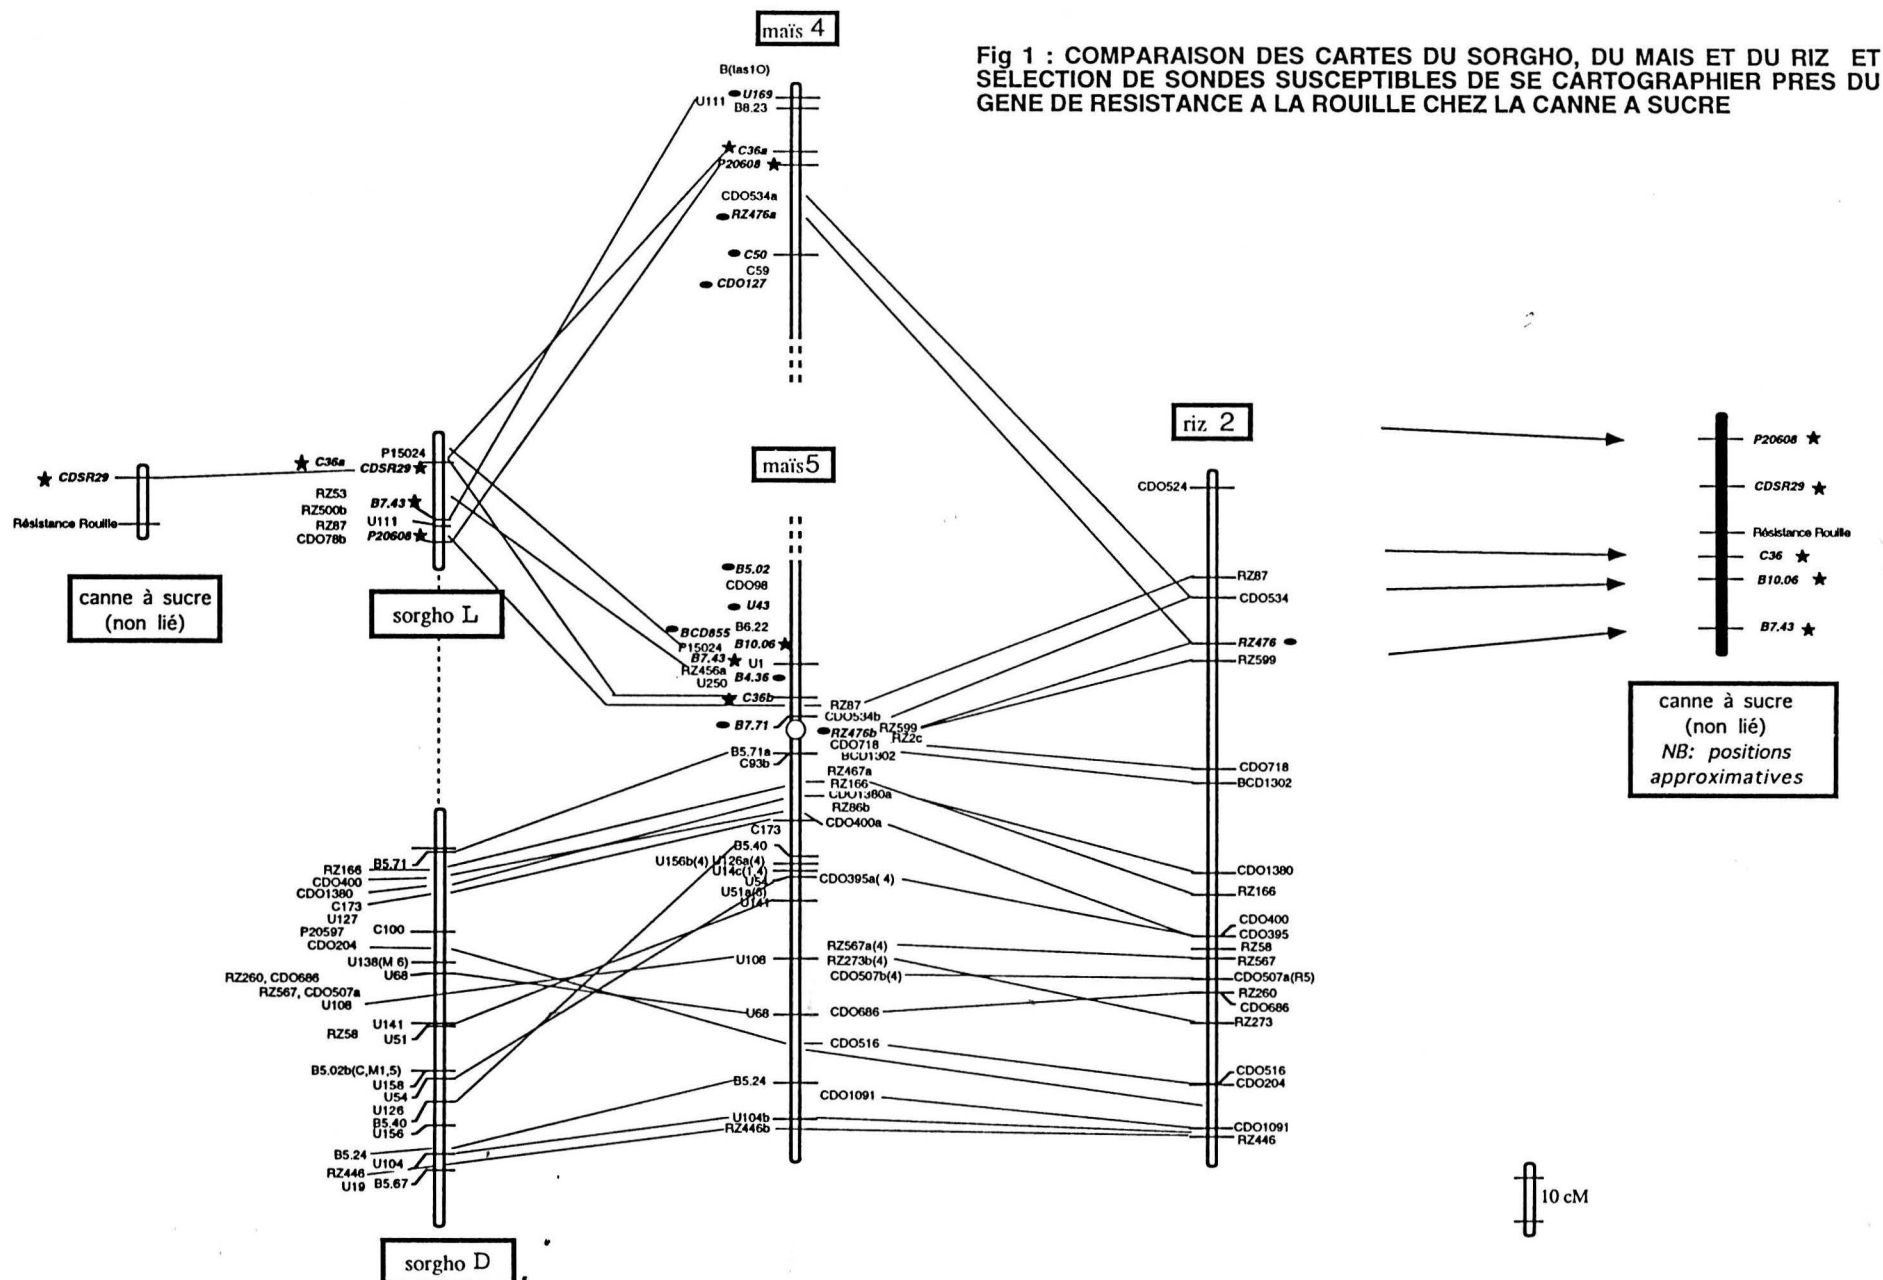 Fig 1 : COMPARAISON DES CARTES DU SORGHO, DU MAIS ET DU RIZ ET
SELECTION DE SONDES SUSCEPTIBLES DE SE CARTOGRAPHIER PRES DU
GENE DE RESISTANCE A LA ROUILLE CHEZ LA CANNE A SUCRE
maïs 4
B(las1O)
U169
U111
B8.23
C36a
P20608
CDO534a
RZ476a
C50
C59
CDO127
CDSR29
Résistance Rouille
canne à sucre
(non lié)
P15024
C36a
CDSR29
RZ53
B7.43
RZ500b
RZ87
U111
CDO78b
P20608
sorgho L
maïs 5
B5.02
CDO98
U43
BCD855
B6.22
P15024
B10.06
B7.43
U1
RZ456a
U250
B4.36
C36b
RZ87
CDO534b
B7.71
RZ476b
RZ599
RZ2c
CDO718
BCD1302
B5.71a
C93b
RZ467a
RZ166
CDO1380a
RZ86b
CDO400a
C173
B5.40
U156b(4)
U126a(4)
U14c(1,4)
U54
CDO395a( 4)
U51a(6)
U141
RZ567a(4)
U108
RZ273b(4)
CDO507b(4)
U68
CDO686
CDO516
B5.24
CDO1091
U104b
RZ446b
B5.71
RZ166
CDO400
CDO1380
C173
U127
P20597
C100
CDO204
U138(M 6)
U68
RZ260, CDO686
RZ567, CDO507a
U108
U141
RZ58
U51
B5.02b(C,M1,5)
U158
U54
U126
B5.40
U156
B5.24
U104
RZ446
U19
B5.67
sorgho D
riz 2
CDO524
RZ87
CDO534
RZ476
RZ599
CDO718
BCD1302
CDO1380
RZ166
CDO400
CDO395
RZ58
RZ567
CDO507a(R5)
RZ260
CDO686
RZ273
CDO516
CDO204
CDO1091
RZ446
P20608
CDSR29
Résistance Rouille
C36
B10.06
B7.43
canne à sucre
(non lié)
NB: positions
approximatives
10 cM